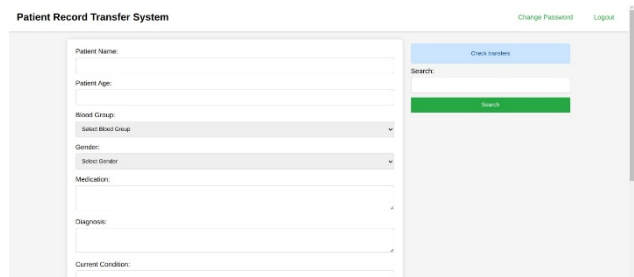 Patient Record Transfer System
Change Password
Logout
Patient Name:
Patient Age:
Blood Group:
Select Blood Group
Gender:
Select Gender
Medication:
Diagnosis:
Current Condition:
Check transfers
Search:
Search